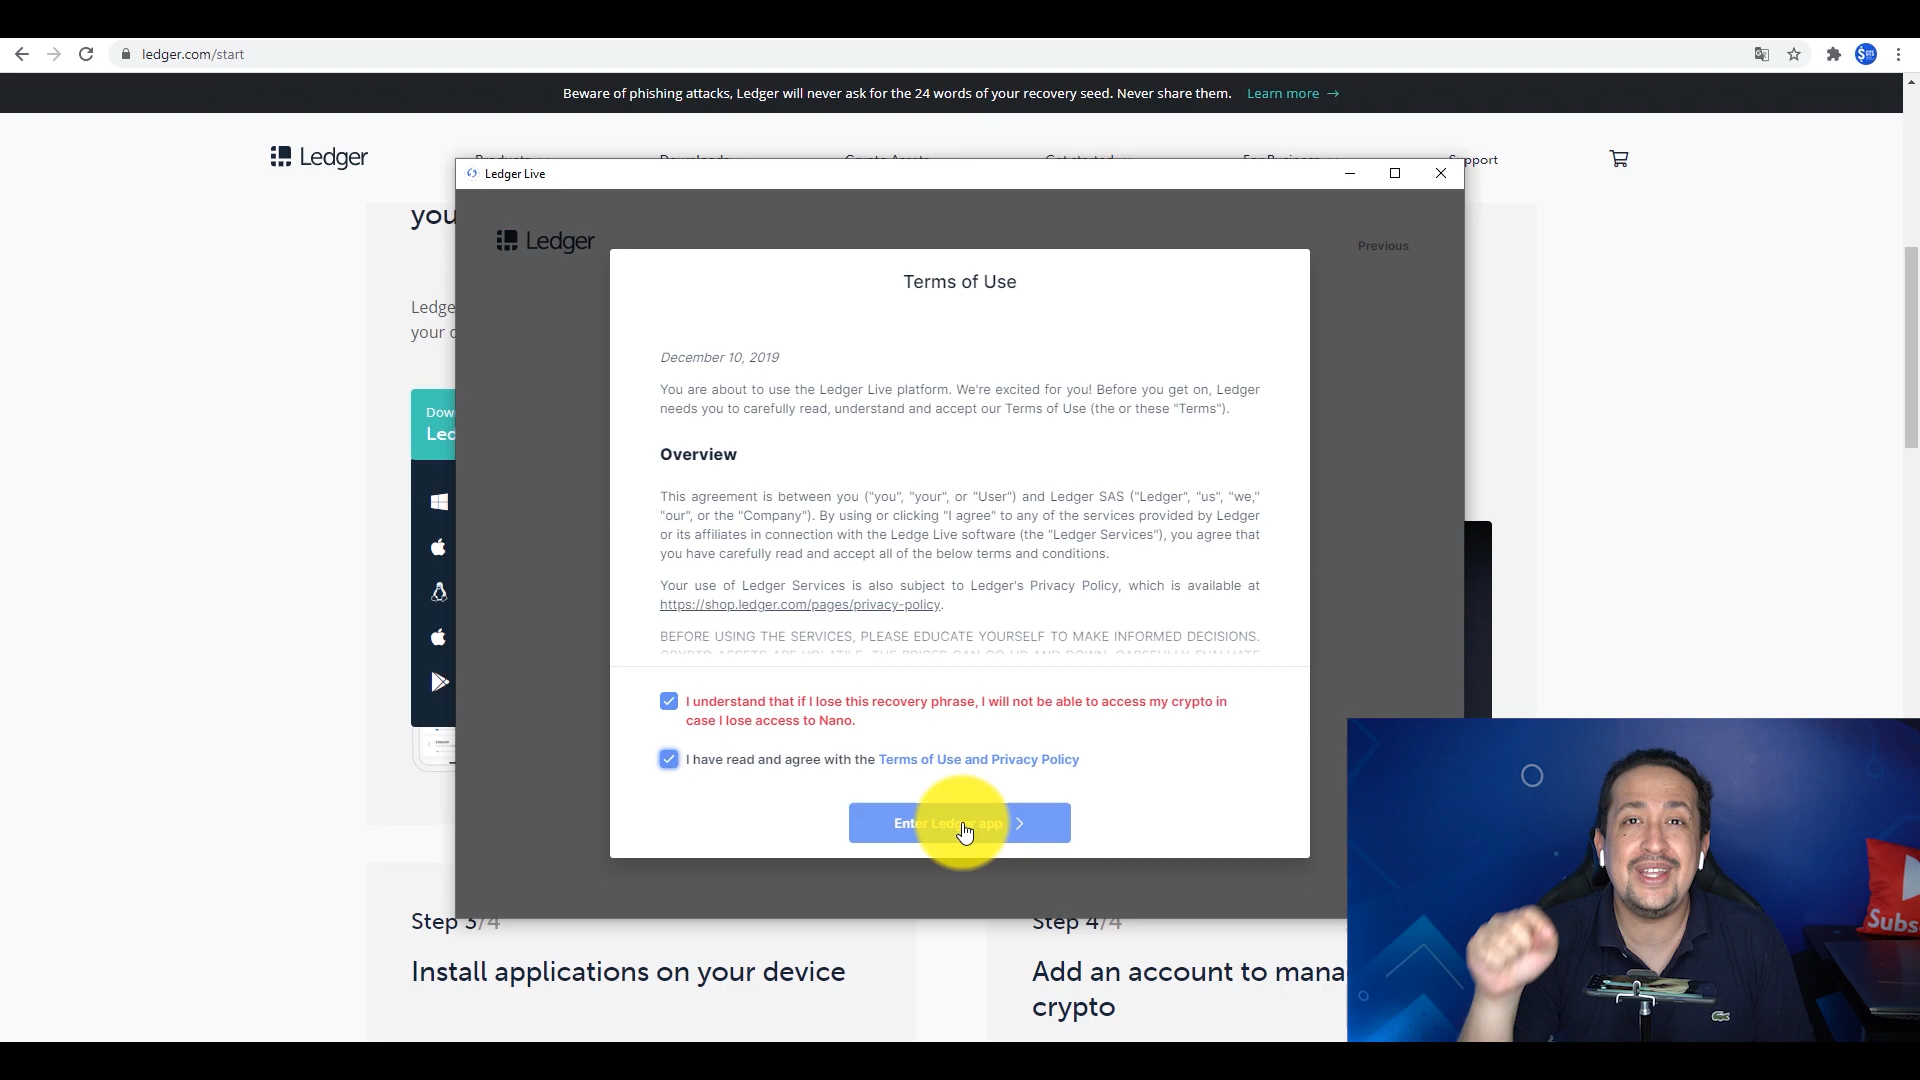 ledger.com/start
Beware of phishing attacks, Ledger will never ask for the 24 words of your recovery seed. Never share them. Learn more →
Ledger
Ledger Live
Ledger
Previous
Terms of Use
December 10, 2019
You are about to use the Ledger Live platform. We're excited for you! Before you get on, Ledger
needs you to carefully read, understand and accept our Terms of Use (the or these "Terms").
Overview
This agreement is between you ("you", "your", or "User") and Ledger SAS ("Ledger", "us", "we,"
"our", or the "Company"). By using or clicking "I agree" to any of the services provided by Ledger
or its affiliates in connection with the Ledge Live software (the "Ledger Services"), you agree that
you have carefully read and accept all of the below terms and conditions.
Your use of Ledger Services is also subject to Ledger's Privacy Policy, which is available at
https://shop.ledger.com/pages/privacy-policy.
BEFORE USING THE SERVICES, PLEASE EDUCATE YOURSELF TO MAKE INFORMED DECISIONS.
I understand that if I lose this recovery phrase, I will not be able to access my crypto in
case I lose access to Nano.
I have read and agree with the Terms of Use and Privacy Policy
Enter Ledger app
Step 3/4
Install applications on your device
Step 4/4
Add an account to mana
crypto
Subs